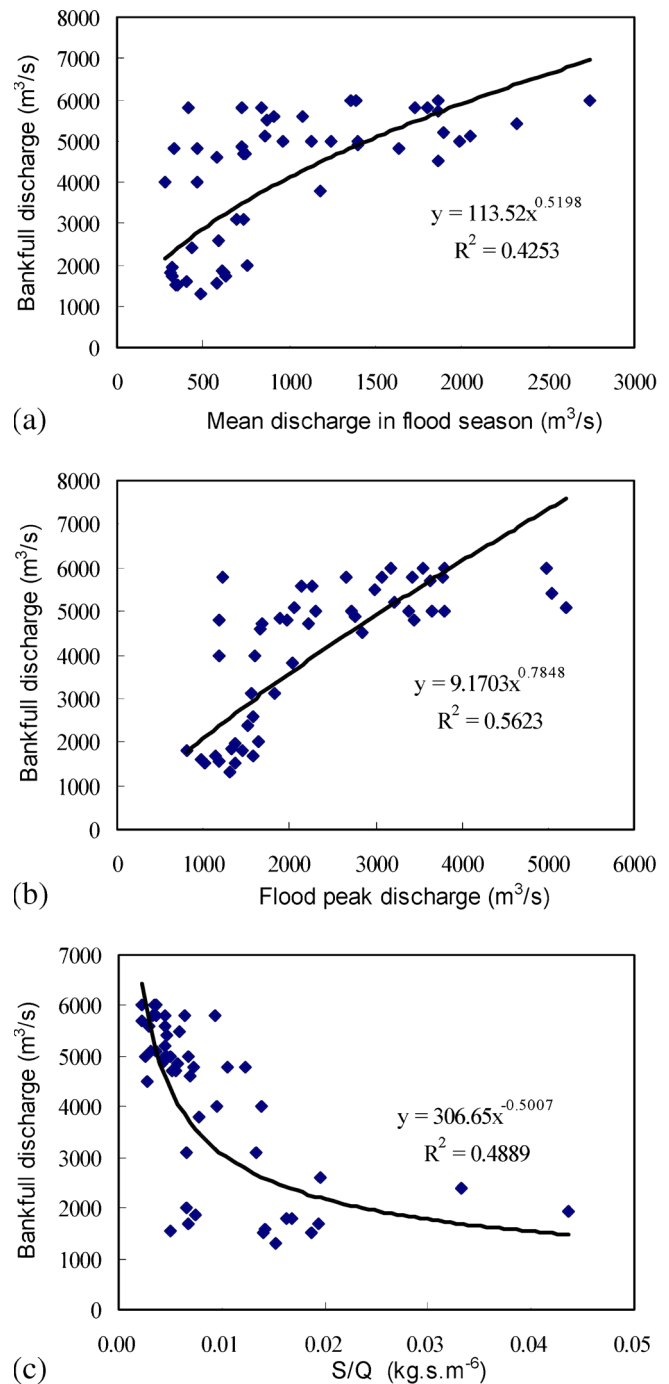 8000
7000
6000
5000
4000
3000
2000
1000
0
Bankfull discharge (m³/s)
y = 113.52x^0.5198
R² = 0.4253
0 500 1000 1500 2000 2500 3000
(a) Mean discharge in flood season (m³/s)
8000
7000
6000
5000
4000
3000
2000
1000
0
Bankfull discharge (m³/s)
y = 9.1703x^0.7848
R² = 0.5623
0 1000 2000 3000 4000 5000 6000
(b) Flood peak discharge (m³/s)
7000
6000
5000
4000
3000
2000
1000
0
Bankfull discharge (m³/s)
y = 306.65x^-0.5007
R² = 0.4889
0.00 0.01 0.02 0.03 0.04 0.05
(c) S/Q (kg.s.m⁻⁶)